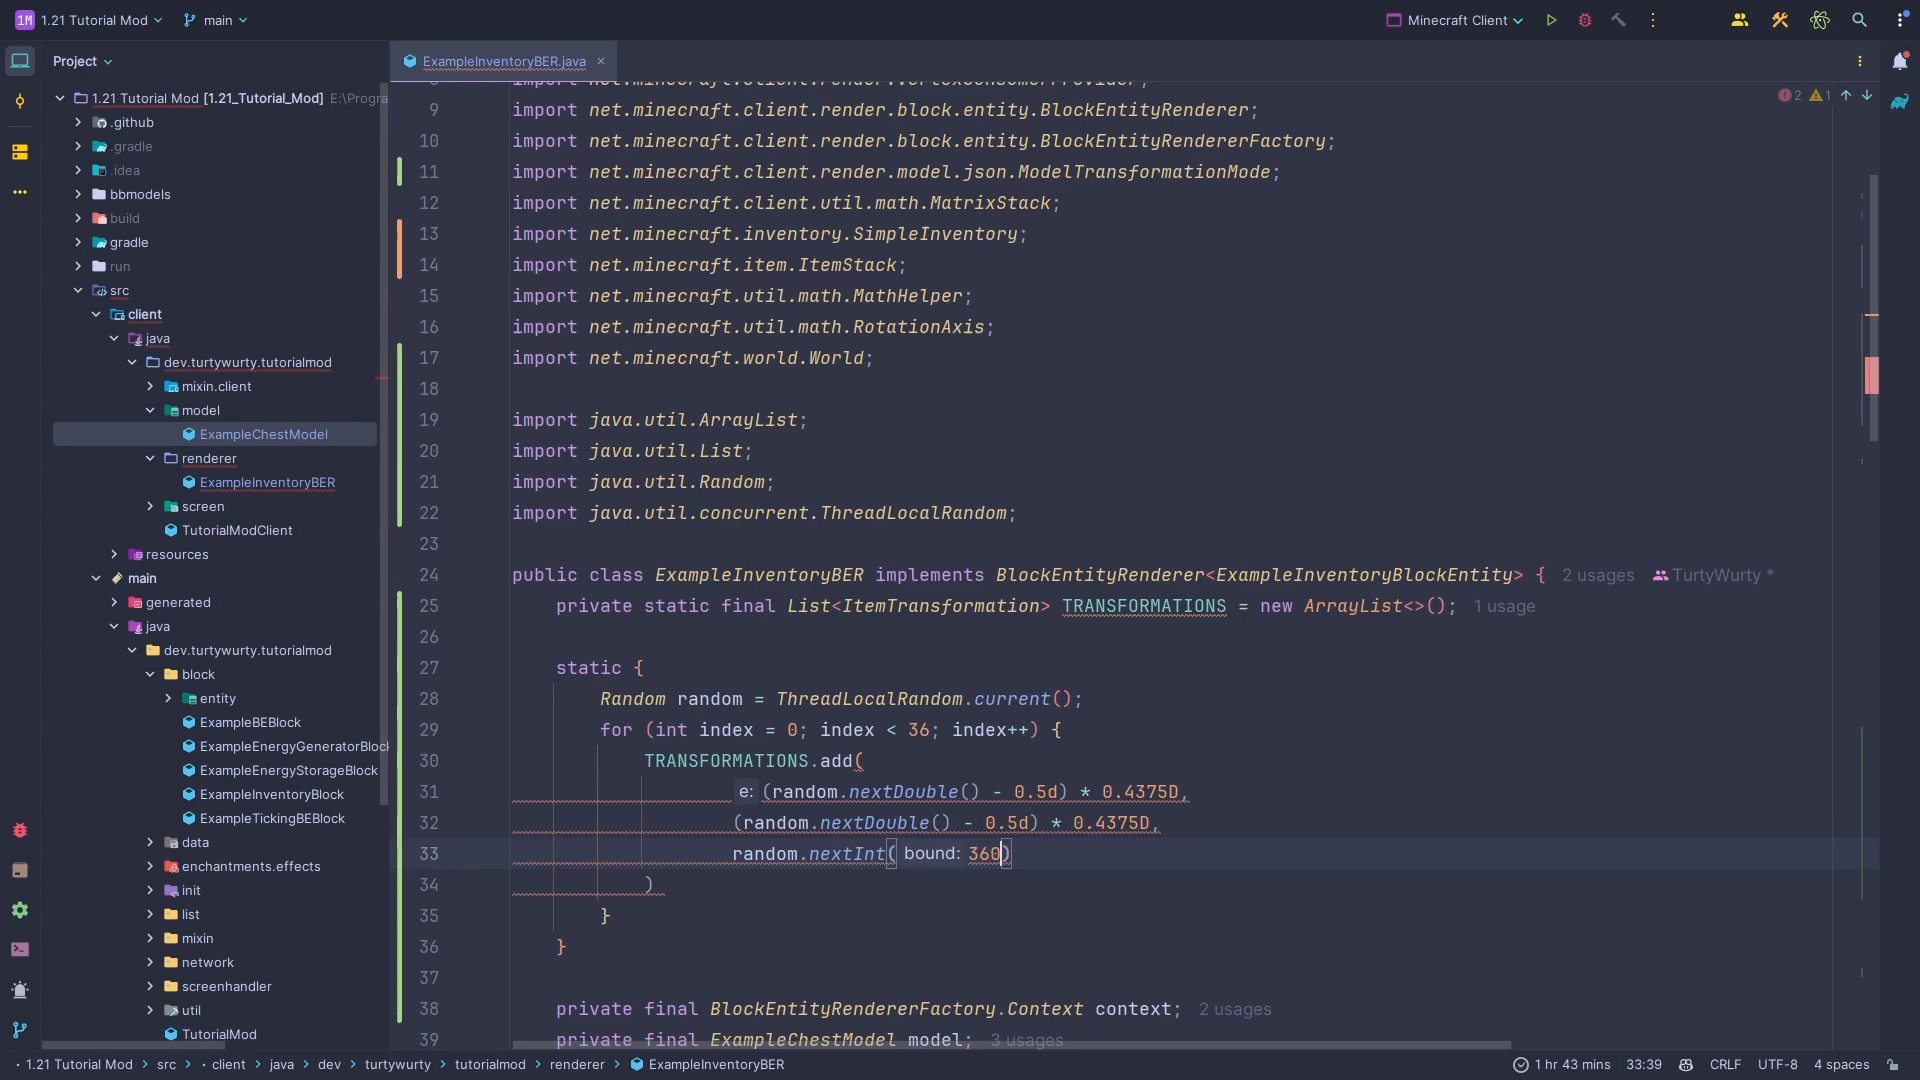 1M 1.21 Tutorial Mod main Minecraft Client
Project
ExampleInventoryBER.java
1.21 Tutorial Mod [1.21_Tutorial_Mod] E:\Progra
.github
.gradle
.idea
bbmodels
build
gradle
run
src
client
java
dev.turtywurty.tutorialmod
mixin.client
model
ExampleChestModel
renderer
ExampleInventoryBER
screen
TutorialModClient
resources
main
generated
java
dev.turtywurty.tutorialmod
block
entity
ExampleBEBlock
ExampleEnergyGeneratorBlock
ExampleEnergyStorageBlock
ExampleInventoryBlock
ExampleTickingBEBlock
data
enchantments.effects
init
list
mixin
network
screenhandler
util
TutorialMod
2 1
import net.minecraft.client.render.VertexConsumerProvider;
9 import net.minecraft.client.render.block.entity.BlockEntityRenderer;
10 import net.minecraft.client.render.block.entity.BlockEntityRendererFactory;
11 import net.minecraft.client.render.model.json.ModelTransformationMode;
12 import net.minecraft.client.util.math.MatrixStack;
13 import net.minecraft.inventory.SimpleInventory;
14 import net.minecraft.item.ItemStack;
15 import net.minecraft.util.math.MathHelper;
16 import net.minecraft.util.math.RotationAxis;
17 import net.minecraft.world.World;
18
19 import java.util.ArrayList;
20 import java.util.List;
21 import java.util.Random;
22 import java.util.concurrent.ThreadLocalRandom;
23
24 public class ExampleInventoryBER implements BlockEntityRenderer<ExampleInventoryBlockEntity> { 2 usages TurtyWurty *
25 private static final List<ItemTransformation> TRANSFORMATIONS = new ArrayList<>(); 1 usage
26
27 static {
28 Random random = ThreadLocalRandom.current();
29 for (int index = 0; index < 36; index++) {
30 TRANSFORMATIONS.add(
31 e: (random.nextDouble() - 0.5d) * 0.4375D,
32 (random.nextDouble() - 0.5d) * 0.4375D,
33 random.nextInt( bound: 360)
34 )
35 }
36 }
37
38 private final BlockEntityRendererFactory.Context context; 2 usages
39 private final ExampleChestModel model; 3 usages
1.21 Tutorial Mod > src > client > java > dev > turtywurty > tutorialmod > renderer > ExampleInventoryBER 1 hr 43 mins 33:39 CRLF UTF-8 4 spaces